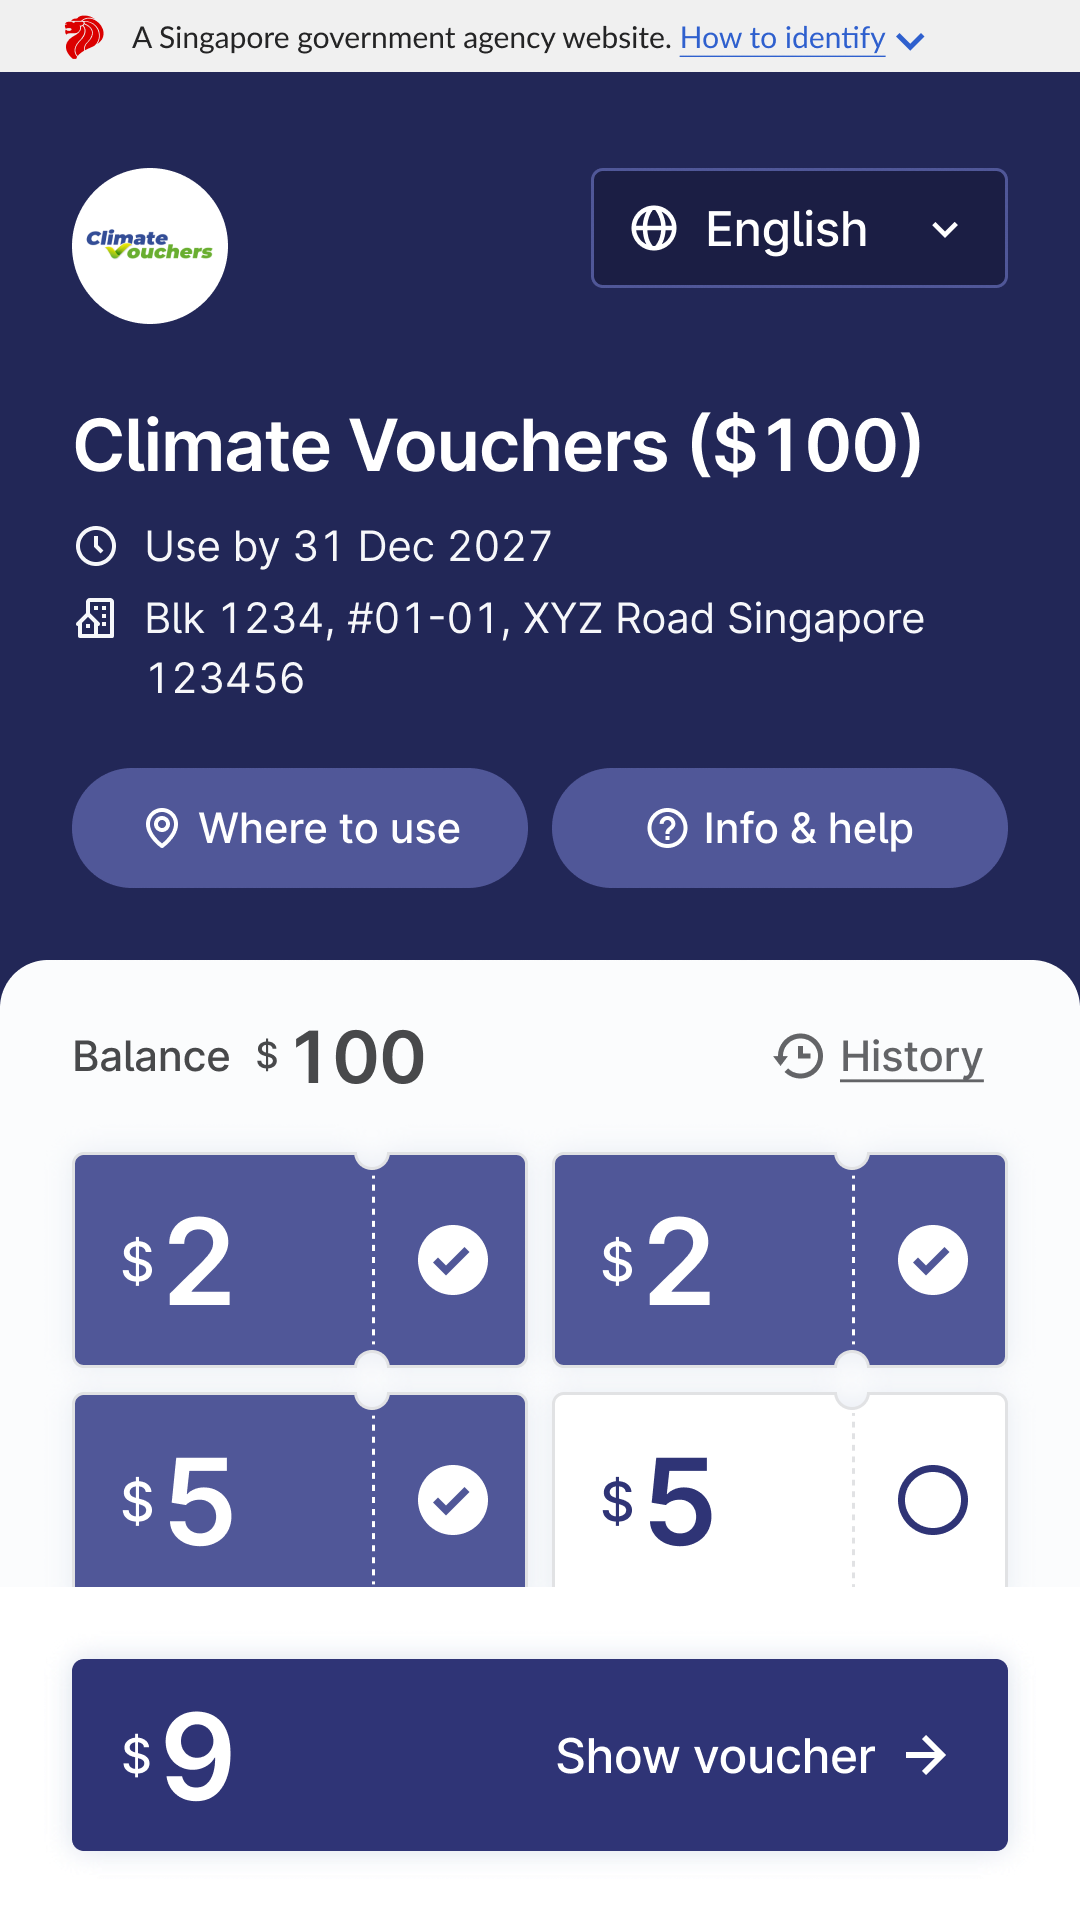 A Singapore government agency website. How to identify
Climate
Vouchers
English
Climate Vouchers ($100)
Use by 31 Dec 2027
Blk 1234, #01-01, XYZ Road Singapore
123456
Where to use
Info & help
Balance $ 100
History
$2
$2
$5
$5
$9
Show voucher